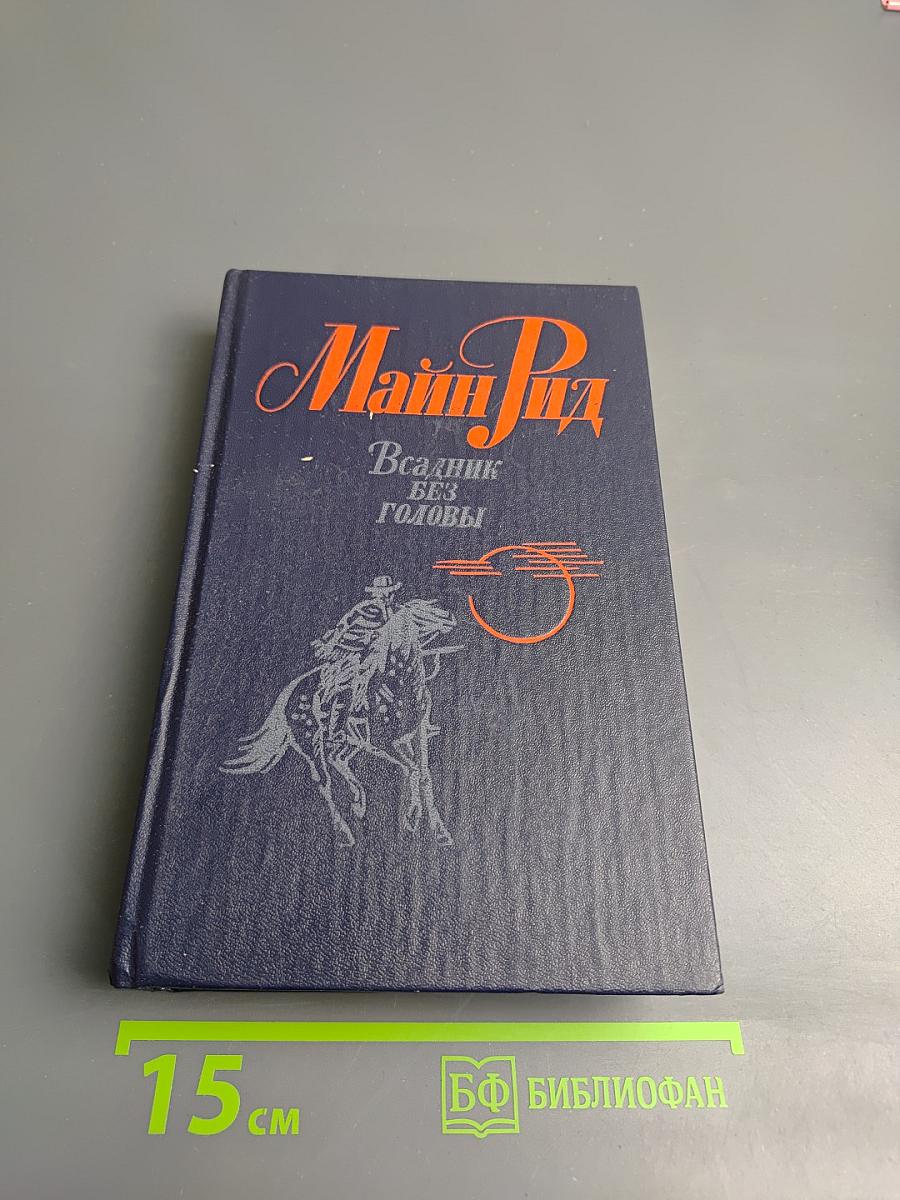 Майн Рид
Всадник
без
головы
15 см
БФ БИБЛИОФАН